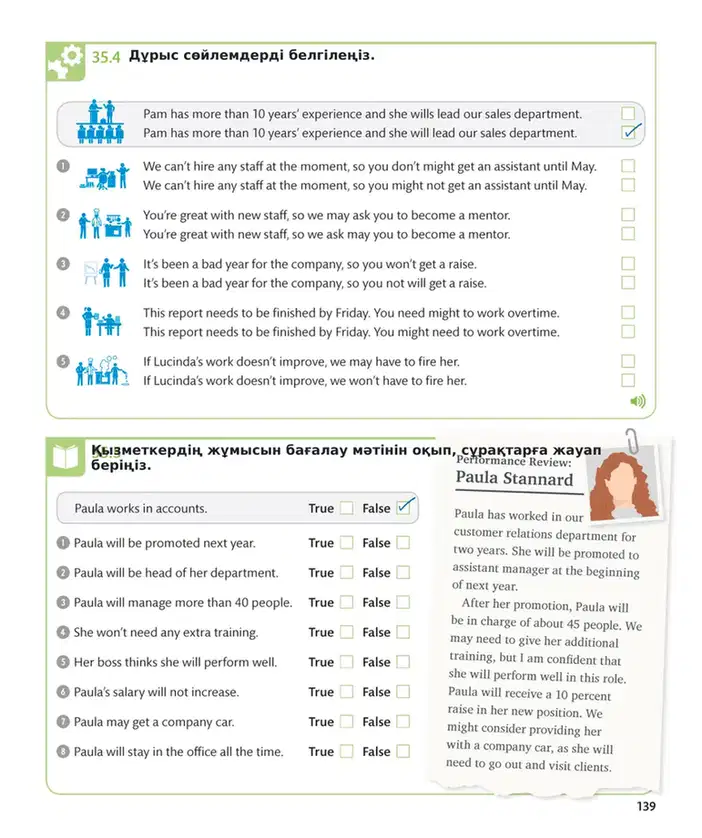 35.4 Дұрыс сөйлемдерді белгілеңіз.
Pam has more than 10 years' experience and she wills lead our sales department.
Pam has more than 10 years' experience and she will lead our sales department.
1 We can't hire any staff at the moment, so you don't might get an assistant until May.
We can't hire any staff at the moment, so you might not get an assistant until May.
2 You're great with new staff, so we may ask you to become a mentor.
You're great with new staff, so we ask may you to become a mentor.
3 It's been a bad year for the company, so you won't get a raise.
It's been a bad year for the company, so you not will get a raise.
4 This report needs to be finished by Friday. You need might to work overtime.
This report needs to be finished by Friday. You might need to work overtime.
5 If Lucinda's work doesn't improve, we may have to fire her.
If Lucinda's work doesn't improve, we won't have to fire her.
Қызметкердің жұмысын бағалау мәтінін оқып, сұрақтарға жауап
беріңіз.
Paula works in accounts. True False
1 Paula will be promoted next year. True False
2 Paula will be head of her department. True False
3 Paula will manage more than 40 people. True False
4 She won't need any extra training. True False
5 Her boss thinks she will perform well. True False
6 Paula's salary will not increase. True False
7 Paula may get a company car. True False
8 Paula will stay in the office all the time. True False
Performance Review:
Paula Stannard
Paula has worked in our
customer relations department for
two years. She will be promoted to
assistant manager at the beginning
of next year.
After her promotion, Paula will
be in charge of about 45 people. We
may need to give her additional
training, but I am confident that
she will perform well in this role.
Paula will receive a 10 percent
raise in her new position. We
might consider providing her
with a company car, as she will
need to go out and visit clients.
139